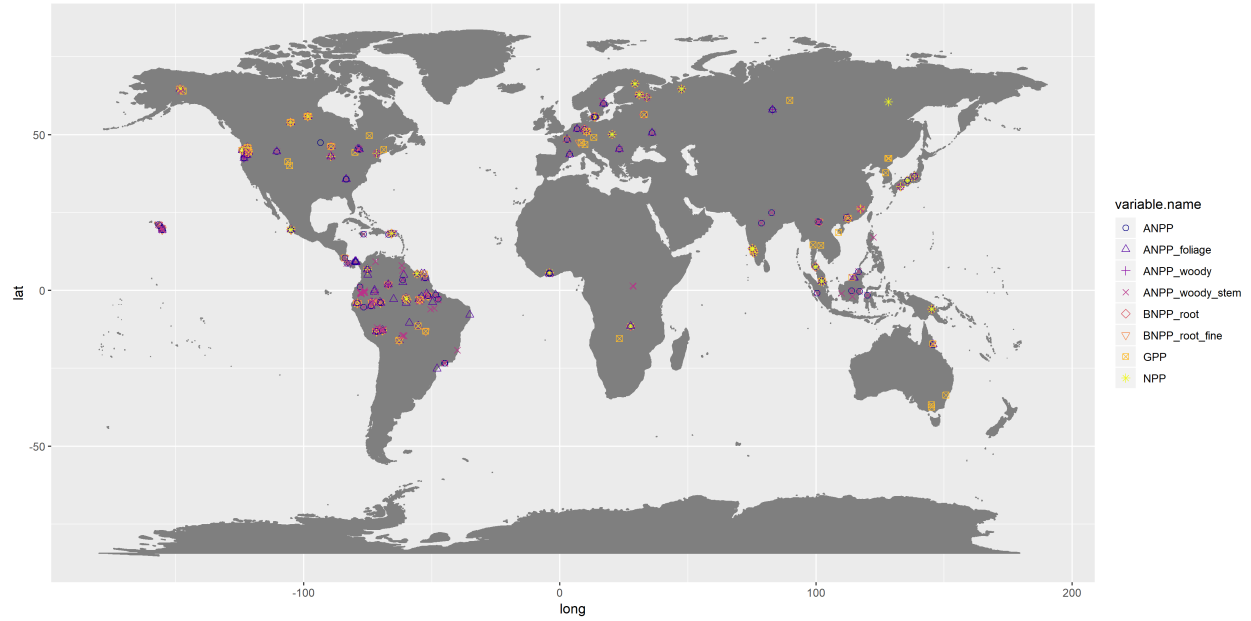 50
0
-50
lat
-100
0
100
200
long
variable.name
ANPP
ANPP_foliage
ANPP_woody
ANPP_woody_stem
BNPP_root
BNPP_root_fine
GPP
NPP